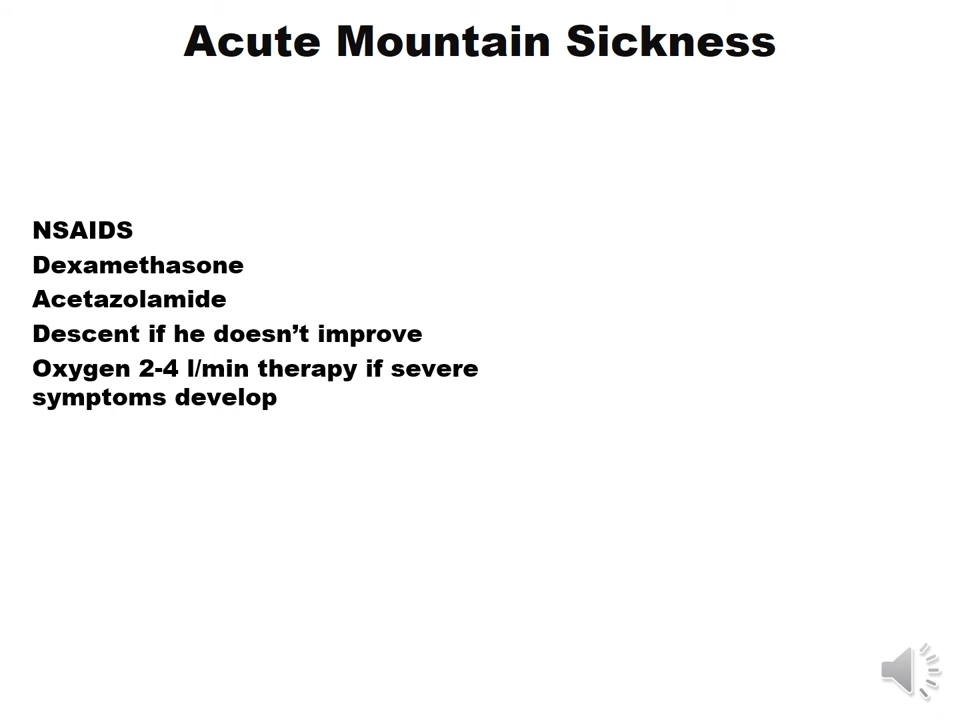 Acute Mountain Sickness
NSAIDS
Dexamethasone
Acetazolamide
Descent if he doesn’t improve
Oxygen 2-4 l/min therapy if severe
symptoms develop